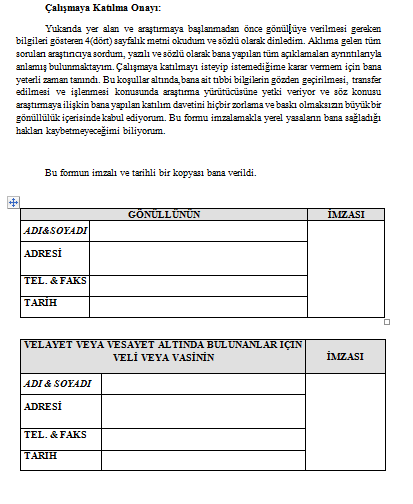 Çalışmaya Katılma Onayı:
Yukarıda yer alan ve araştırmaya başlanmadan önce gönüllüye verilmesi gereken
bilgileri gösteren 4(dört) sayfalık metni okudum ve sözlü olarak dinledim. Aklıma gelen tüm
soruları araştırıcıya sordum, yazılı ve sözlü olarak bana yapılan tüm açıklamaları ayrıntılarıyla
anlamış bulunmaktayım. Çalışmaya katılmayı isteyip istemediğime karar vermem için bana
yeterli zaman tanındı. Bu koşullar altında, bana ait tıbbi bilgilerin gözden geçirilmesi, transfer
edilmesi ve işlenmesi konusunda araştırma yürütücüsüne yetki veriyor ve söz konusu
araştırmaya ilişkin bana yapılan katılım davetini hiçbir zorlama ve baskı olmaksızın büyük bir
gönüllülük içerisinde kabul ediyorum. Bu formu imzalamakla yerel yasaların bana sağladığı
hakları kaybetmeyeceğimi biliyorum.
Bu formun imzalı ve tarihli bir kopyası bana verildi.
GÖNÜLLÜNÜN İMZASI
ADI&SOYADI
ADRESİ
TEL. & FAKS
TARİH
VELAYET VEYA VESAYET ALTINDA BULUNANLAR İÇİN
VELİ VEYA VASİNİN İMZASI
ADI & SOYADI
ADRESİ
TEL. & FAKS
TARIH